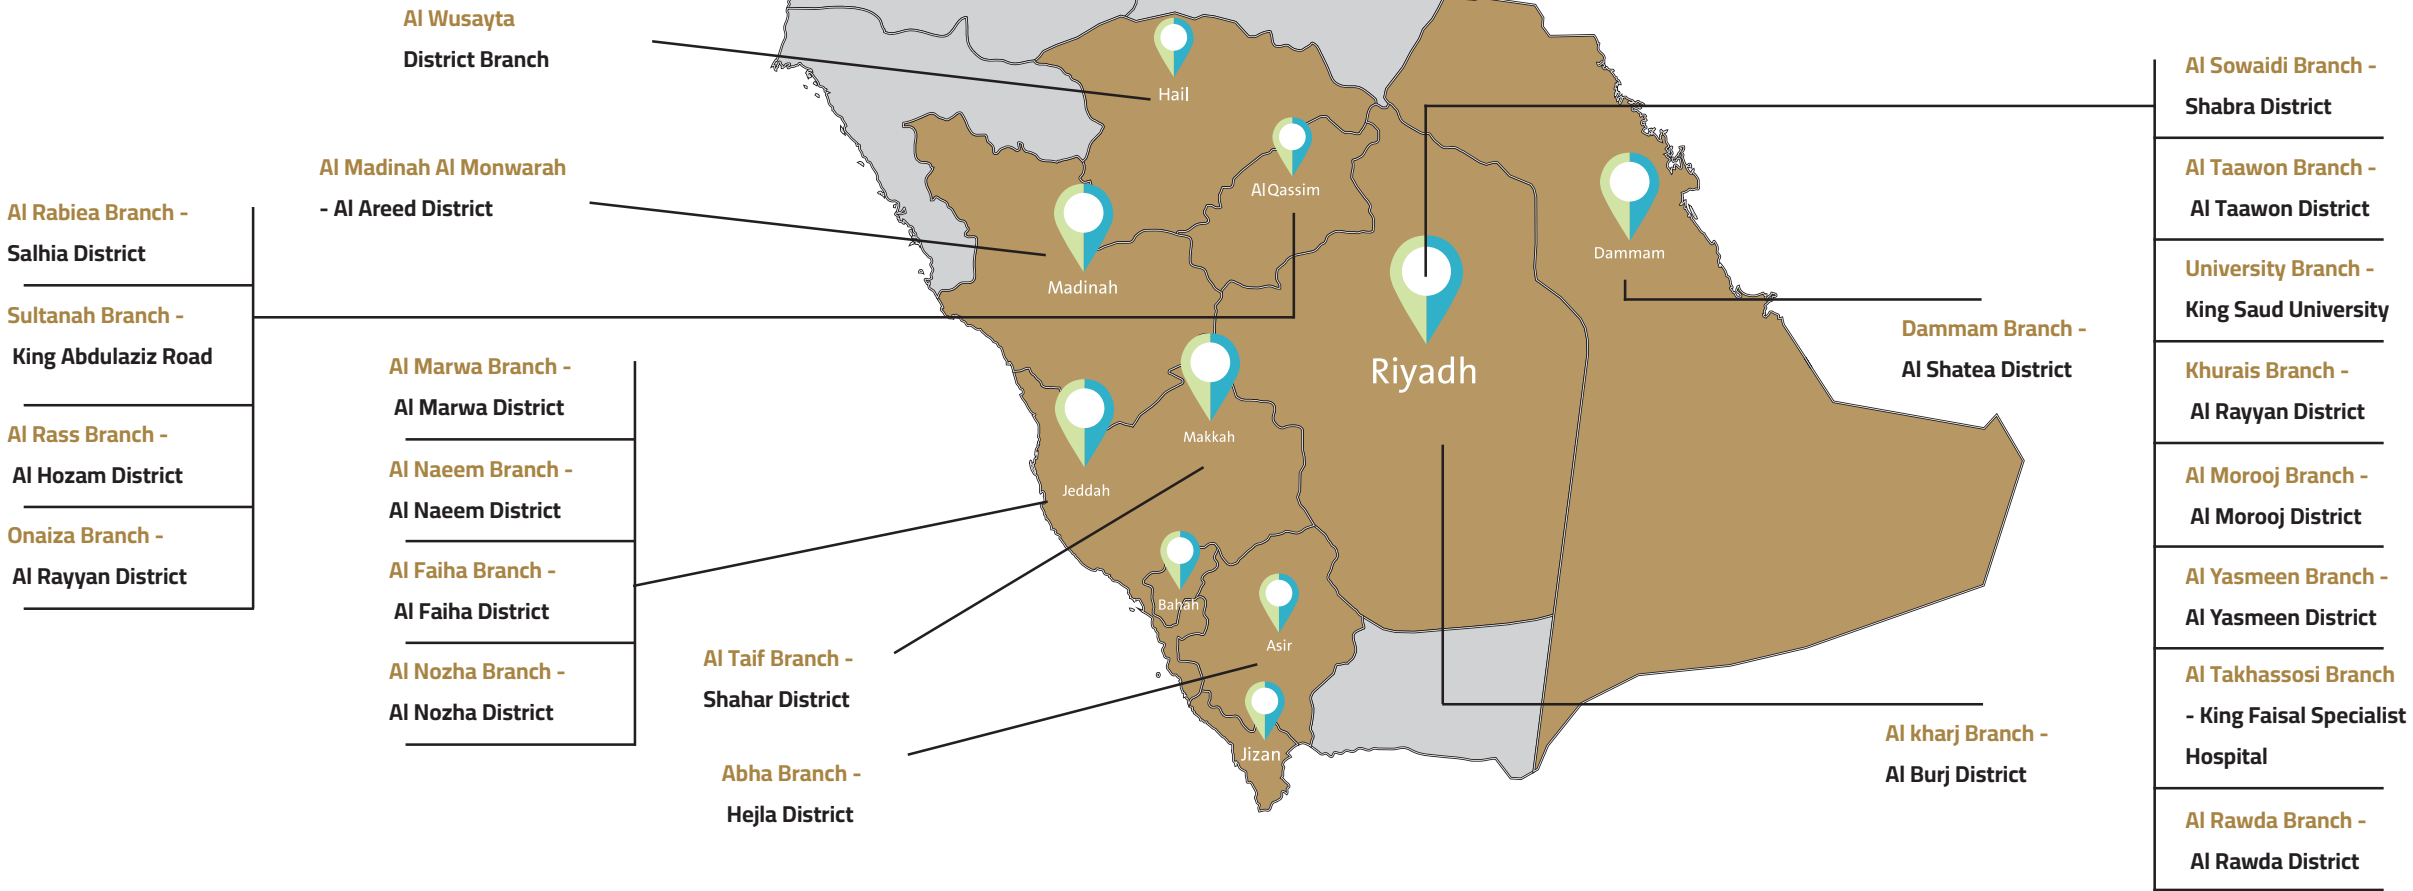 Al Wusayta
District Branch
Al Madinah Al Monwarah
- Al Areed District
Al Rabiea Branch -
Salhia District
Sultanah Branch -
King Abdulaziz Road
Al Rass Branch -
Al Hozam District
Onaiza Branch -
Al Rayyan District
Al Marwa Branch -
Al Marwa District
Al Naeem Branch -
Al Naeem District
Al Faiha Branch -
Al Faiha District
Al Nozha Branch -
Al Nozha District
Al Taif Branch -
Shahar District
Abha Branch -
Hejla District
Hail
Al Qassim
Madinah
Dammam
Riyadh
Makkah
Jeddah
Bahah
Asir
Jizan
Dammam Branch -
Al Shatea District
Al kharj Branch -
Al Burj District
Al Sowaidi Branch -
Shabra District
Al Taawon Branch -
Al Taawon District
University Branch -
King Saud University
Khurais Branch -
Al Rayyan District
Al Morooj Branch -
Al Morooj District
Al Yasmeen Branch -
Al Yasmeen District
Al Takhassosi Branch
- King Faisal Specialist
Hospital
Al Rawda Branch -
Al Rawda District